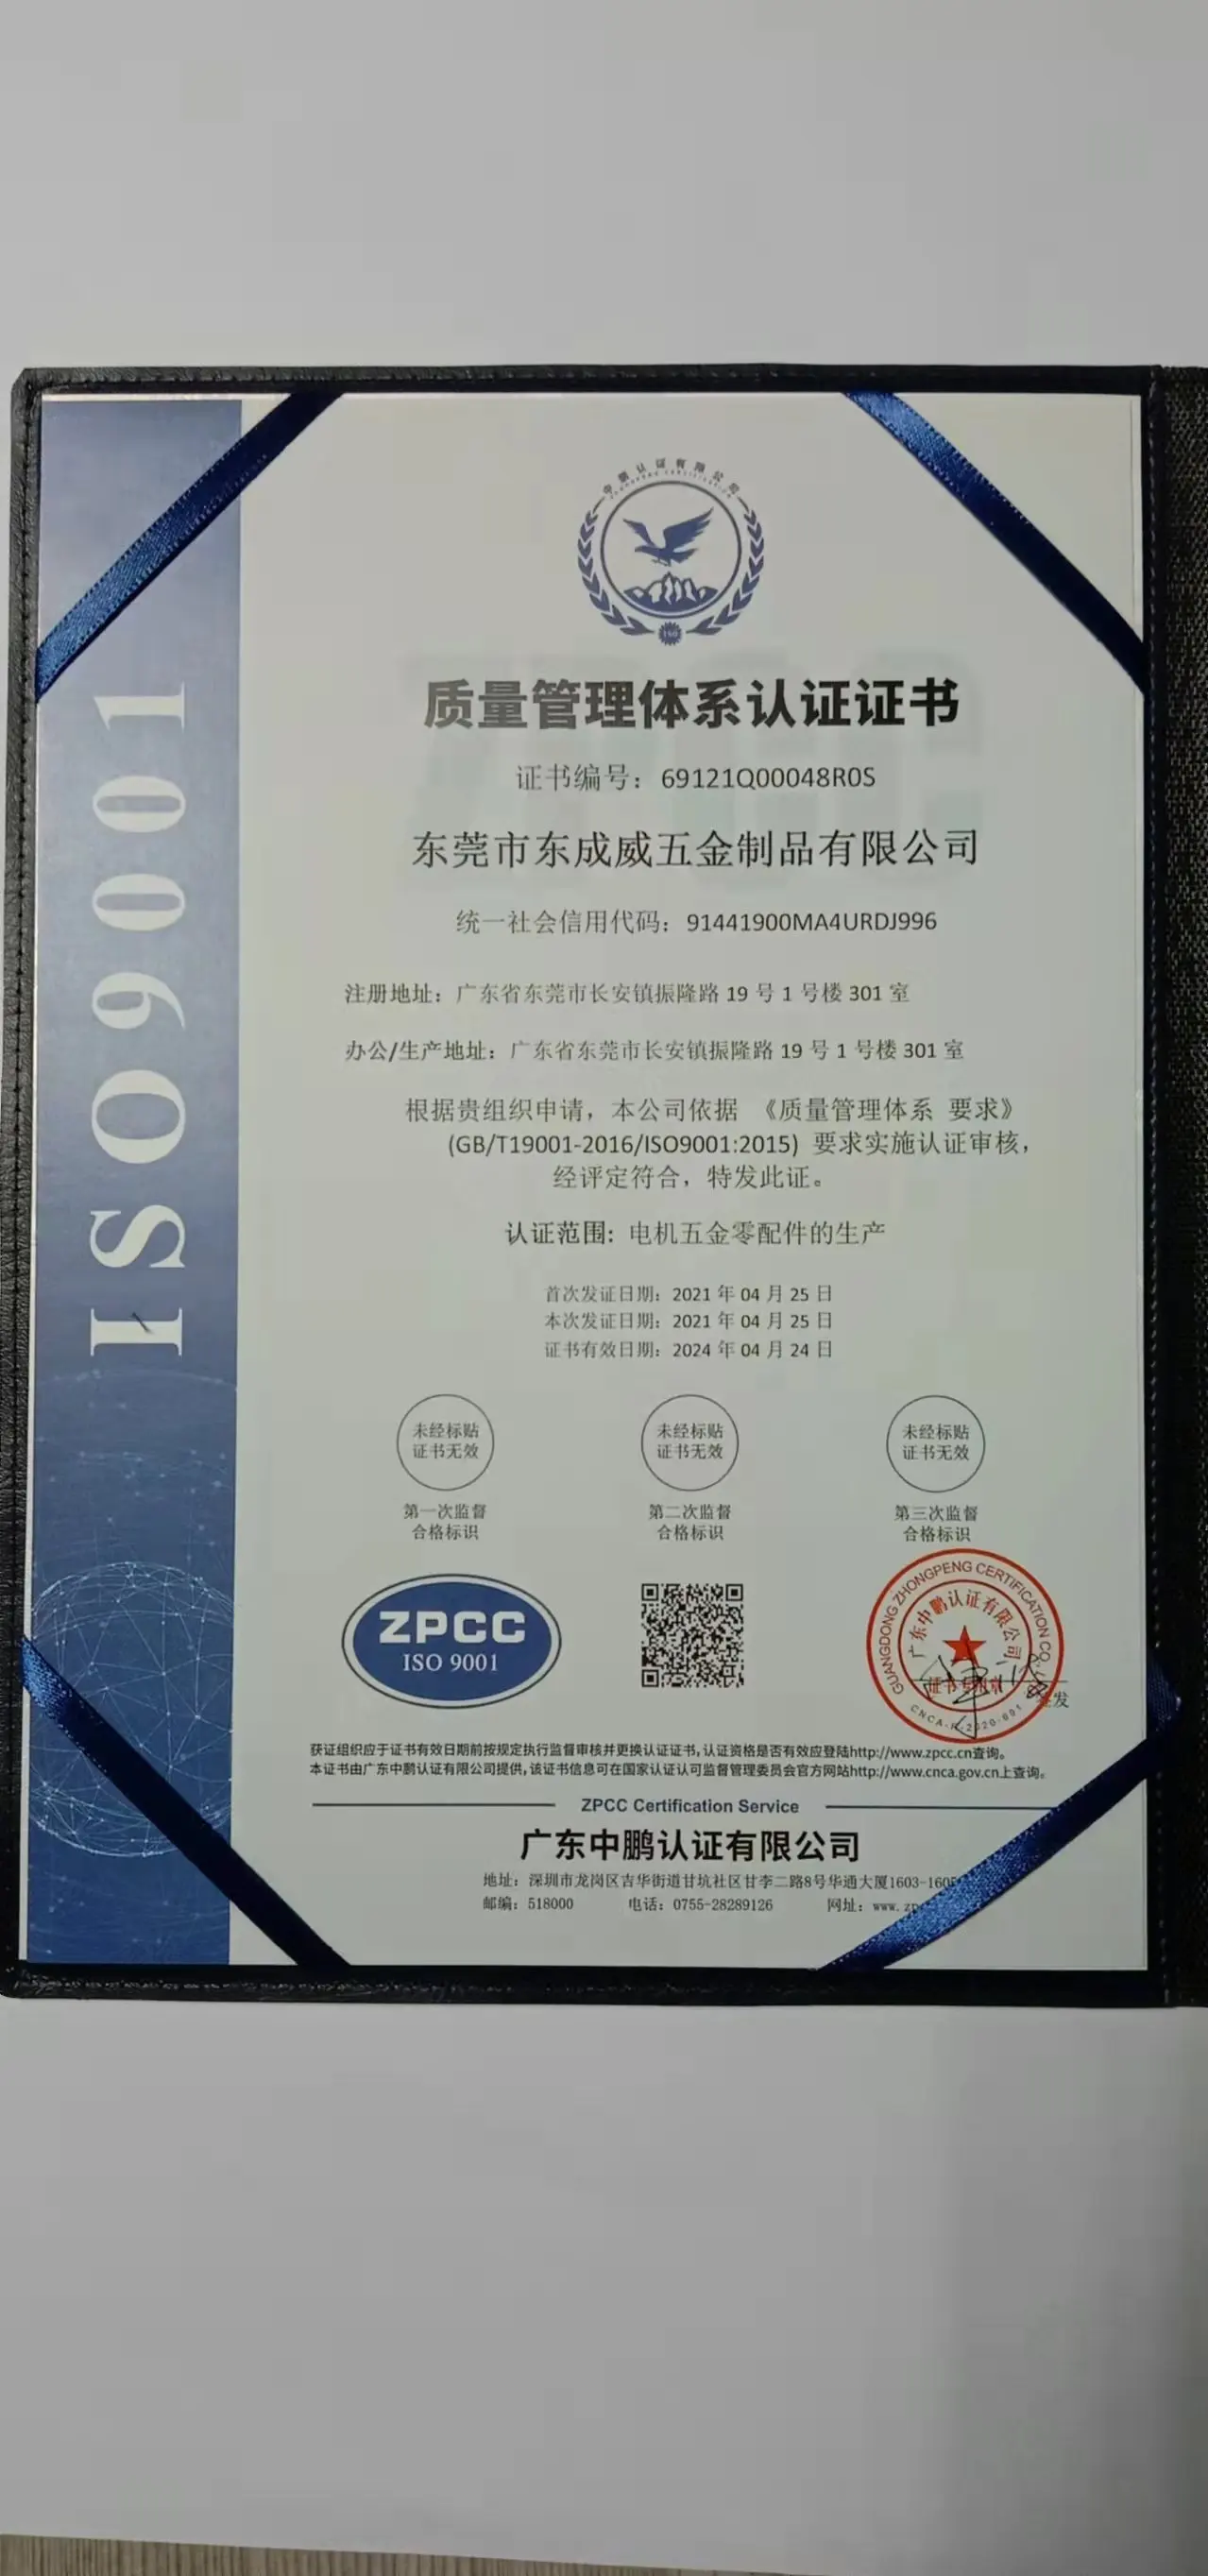 ISO9001
中鹏认证有限公司
ISO
质量管理体系认证证书
证书编号：69121Q00048R0S
东莞市东成威五金制品有限公司
统一社会信用代码：91441900MA4URDJ996
注册地址：广东省东莞市长安镇振隆路 19 号 1 号楼 301 室
办公/生产地址：广东省东莞市长安镇振隆路 19 号 1 号楼 301 室
根据贵组织申请，本公司依据 《质量管理体系 要求》
(GB/T19001-2016/ISO9001:2015) 要求实施认证审核，
经评定符合，特发此证。
认证范围: 电机五金零配件的生产
首次发证日期：2021 年 04 月 25 日
本次发证日期：2021 年 04 月 25 日
证书有效日期：2024 年 04 月 24 日
未经标贴 未经标贴 未经标贴
证书无效 证书无效 证书无效
第一次监督 第二次监督 第三次监督
合格标识 合格标识 合格标识
ZPCC
ISO 9001
GUANGDONG ZHONGPENG CERTIFICATION CO.
广东中鹏认证有限公司
证书专用章
签发
获证组织应于证书有效日期前按规定执行监督审核并更换认证证书，认证资格是否有效应登陆http://www.zpcc.cn查询。
本证书由广东中鹏认证有限公司提供，该证书信息可在国家认证认可监督管理委员会官方网站http://www.cnca.gov.cn上查询。
ZPCC Certification Service
广东中鹏认证有限公司
地址：深圳市龙岗区吉华街道甘坑社区甘李二路8号华通大厦1603-1605
邮编：518000 电话：0755-28289126 网址：www.zp